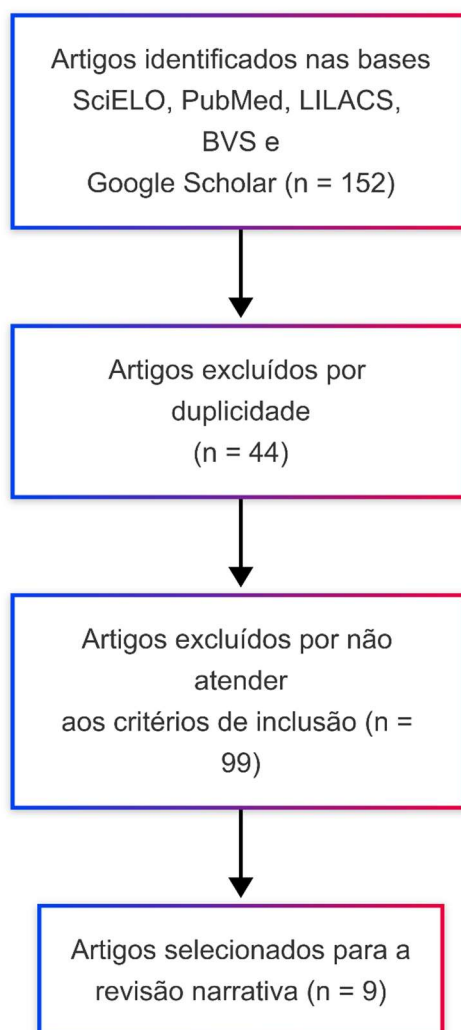 Artigos identificados nas bases
SciELO, PubMed, LILACS,
BVS e
Google Scholar (n = 152)
Artigos excluídos por
duplicidade
(n = 44)
Artigos excluídos por não
atender
aos critérios de inclusão (n =
99)
Artigos selecionados para a
revisão narrativa (n = 9)